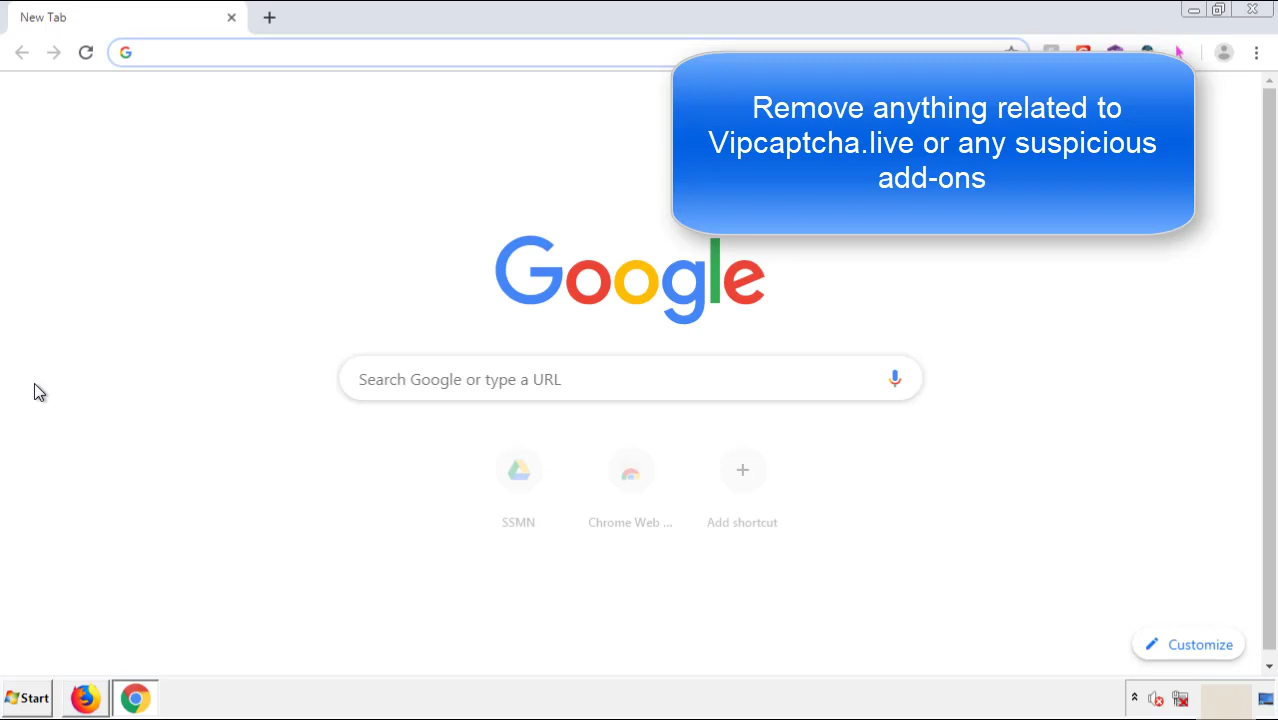 New Tab
Remove anything related to
Vipcaptcha.live or any suspicious
add-ons
Google
Search Google or type a URL
SSMN
Chrome Web ...
Add shortcut
Customize
Start